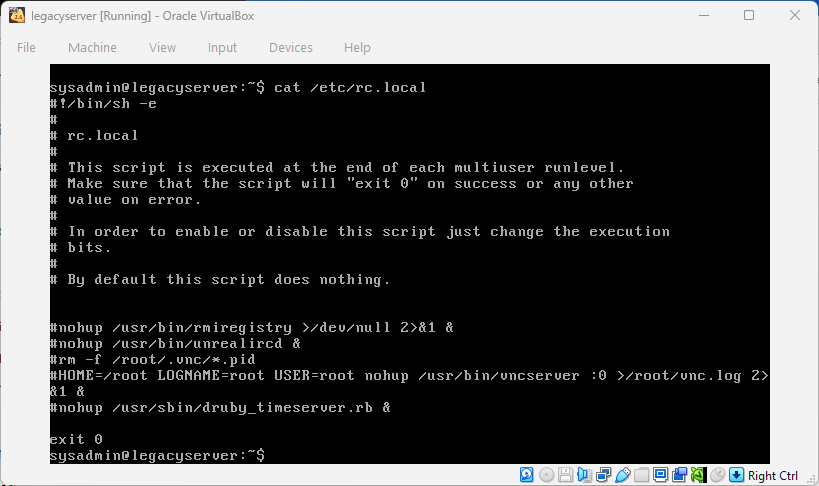 legacyserver [Running] - Oracle VirtualBox
File Machine View Input Devices Help
sysadmin@legacyserver:~$ cat /etc/rc.local
#!/bin/sh -e
#
# rc.local
#
# This script is executed at the end of each multiuser runlevel.
# Make sure that the script will "exit 0" on success or any other
# value on error.
#
# In order to enable or disable this script just change the execution
# bits.
#
# By default this script does nothing.
#nohup /usr/bin/rmiregistry >/dev/null 2>&1 &
#nohup /usr/bin/unrealircd &
#rm -f /root/.vnc/*.pid
#HOME=/root LOGNAME=root USER=root nohup /usr/bin/vncserver :0 >/root/vnc.log 2>
&1 &
#nohup /usr/sbin/druby_timeserver.rb &
exit 0
sysadmin@legacyserver:~$
Right Ctrl